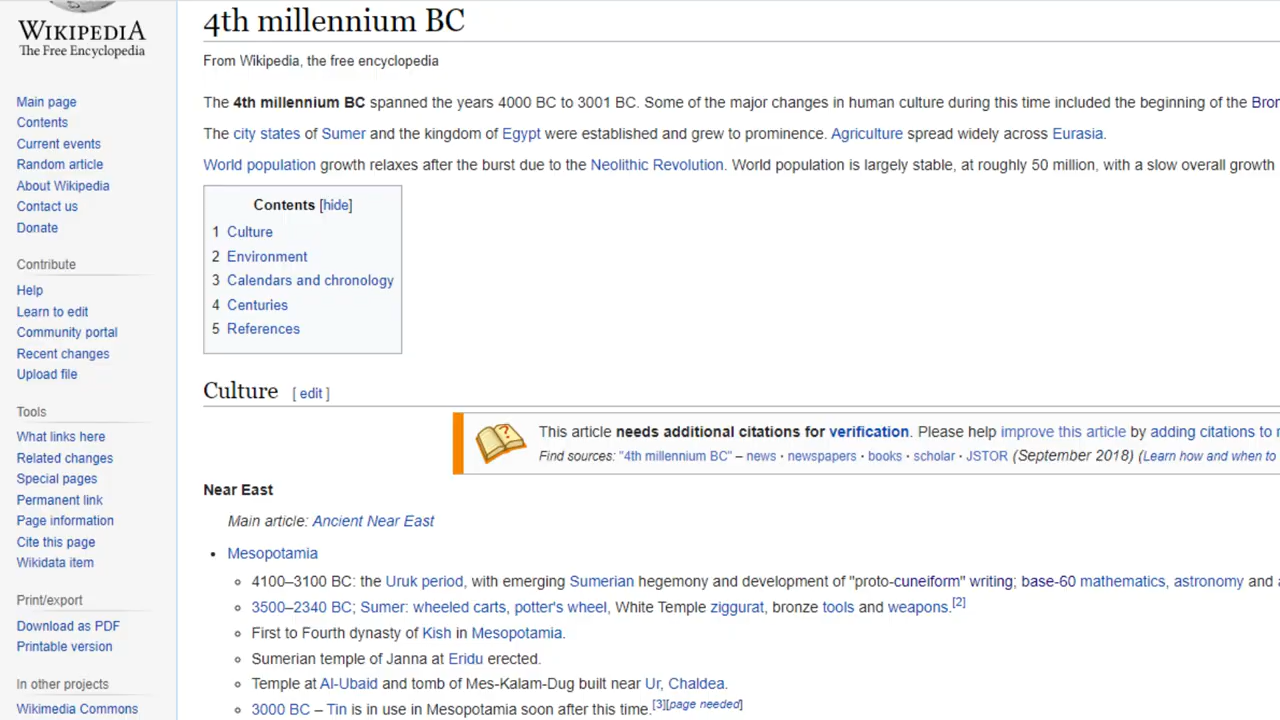 WIKIPEDIA
The Free Encyclopedia
Main page
Contents
Current events
Random article
About Wikipedia
Contact us
Donate
Contribute
Help
Learn to edit
Community portal
Recent changes
Upload file
Tools
What links here
Related changes
Special pages
Permanent link
Page information
Cite this page
Wikidata item
Print/export
Download as PDF
Printable version
In other projects
Wikimedia Commons
4th millennium BC
From Wikipedia, the free encyclopedia
The 4th millennium BC spanned the years 4000 BC to 3001 BC. Some of the major changes in human culture during this time included the beginning of the Bron
The city states of Sumer and the kingdom of Egypt were established and grew to prominence. Agriculture spread widely across Eurasia.
World population growth relaxes after the burst due to the Neolithic Revolution. World population is largely stable, at roughly 50 million, with a slow overall growth
Contents [hide]
1 Culture
2 Environment
3 Calendars and chronology
4 Centuries
5 References
Culture [ edit ]
This article needs additional citations for verification. Please help improve this article by adding citations to
Find sources: "4th millennium BC" – news · newspapers · books · scholar · JSTOR (September 2018) (Learn how and when to
Near East
Main article: Ancient Near East
• Mesopotamia
4100–3100 BC: the Uruk period, with emerging Sumerian hegemony and development of "proto-cuneiform" writing; base-60 mathematics, astronomy and
3500–2340 BC; Sumer: wheeled carts, potter's wheel, White Temple ziggurat, bronze tools and weapons.[2]
First to Fourth dynasty of Kish in Mesopotamia.
Sumerian temple of Janna at Eridu erected.
Temple at Al-Ubaid and tomb of Mes-Kalam-Dug built near Ur, Chaldea.
3000 BC – Tin is in use in Mesopotamia soon after this time.[3][page needed]